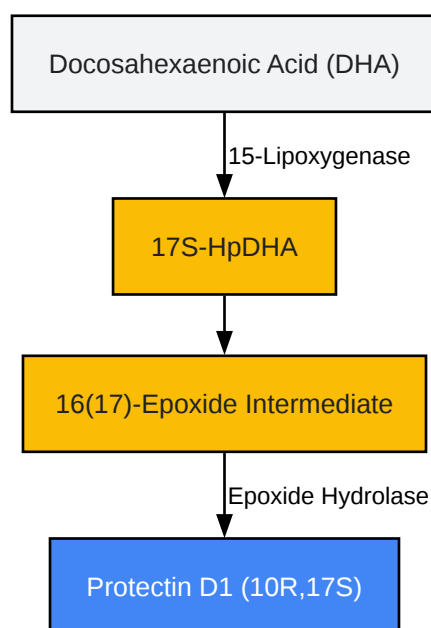 Docosahexaenoic Acid (DHA)
15-Lipoxygenase
17S-HpDHA
16(17)-Epoxide Intermediate
Epoxide Hydrolase
Protectin D1 (10R,17S)